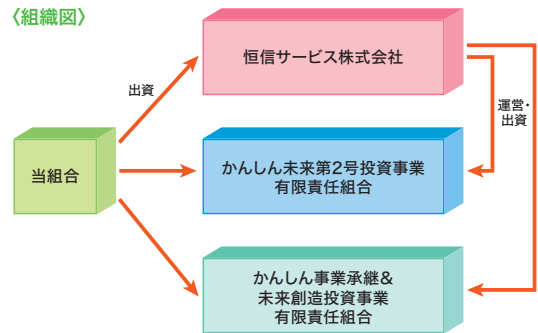 〈組織図〉
恒信サービス株式会社
出資
運営・
出資
当組合
かんしん未来第2号投資事業
有限責任組合
かんしん事業承継&
未来創造投資事業
有限責任組合